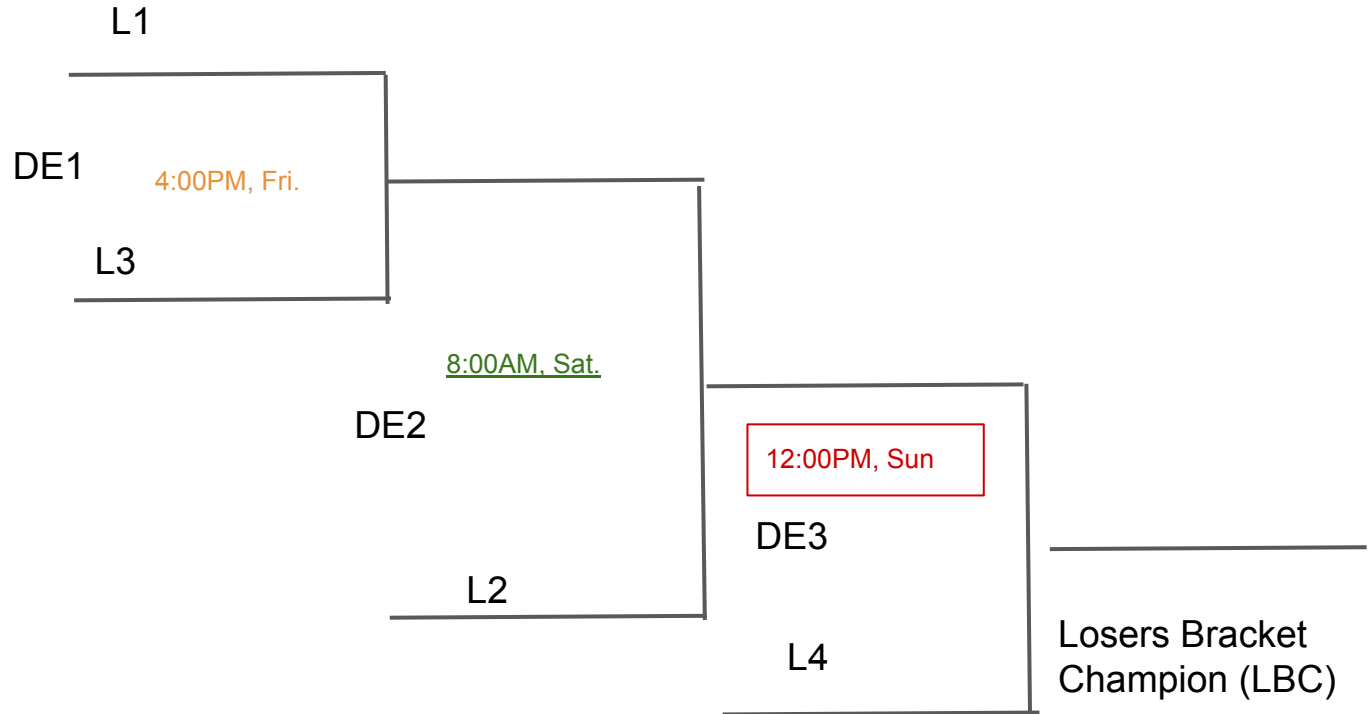 L1
DE1
4:00PM, Fri.
L3
8:00AM, Sat.
DE2
12:00PM, Sun
DE3
L2
L4
Losers Bracket
Champion (LBC)